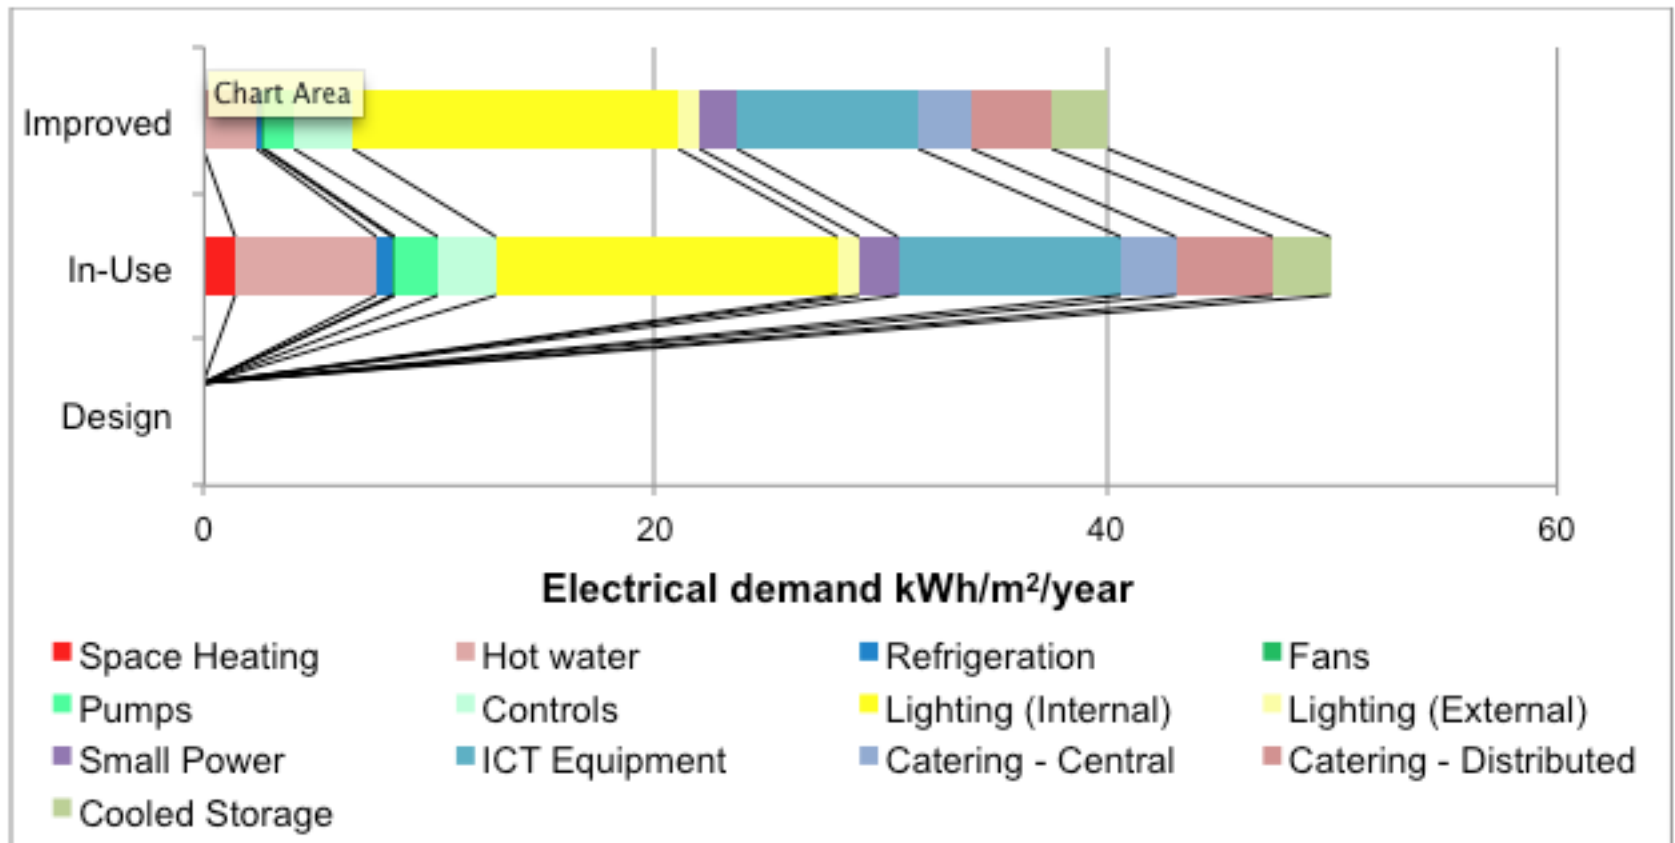 Chart Area
Improved
In-Use
Design
0 20 40 60
Electrical demand kWh/m²/year
Space Heating Hot water Refrigeration Fans
Pumps Controls Lighting (Internal) Lighting (External)
Small Power ICT Equipment Catering - Central Catering - Distributed
Cooled Storage